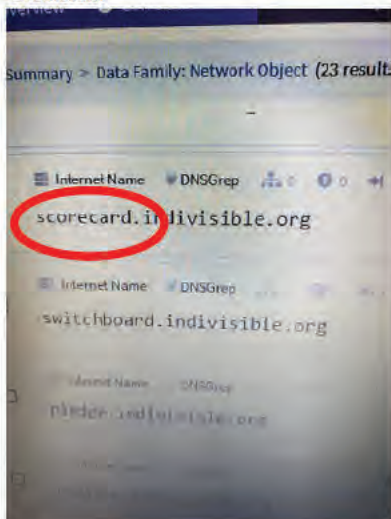 Overview
Summary > Data Family: Network Object (23 result
Internet Name DNSGrep 0 0
scorecard.indivisible.org
Internet Name DNSGrep
switchboard.indivisible.org
Internet Name DNSGrep
pledge.indivisible.org